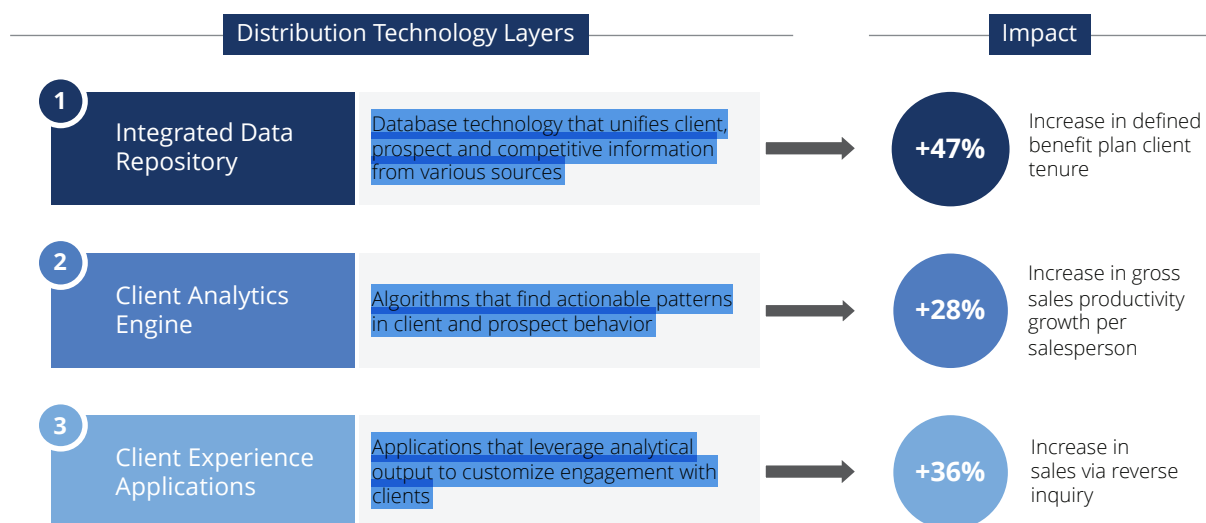 Distribution Technology Layers
Impact
1
Integrated Data
Repository
Database technology that unifies client,
prospect and competitive information
from various sources
+47%
Increase in defined
benefit plan client
tenure
2
Client Analytics
Engine
Algorithms that find actionable patterns
in client and prospect behavior
+28%
Increase in gross
sales productivity
growth per
salesperson
3
Client Experience
Applications
Applications that leverage analytical
output to customize engagement with
clients
+36%
Increase in
sales via reverse
inquiry